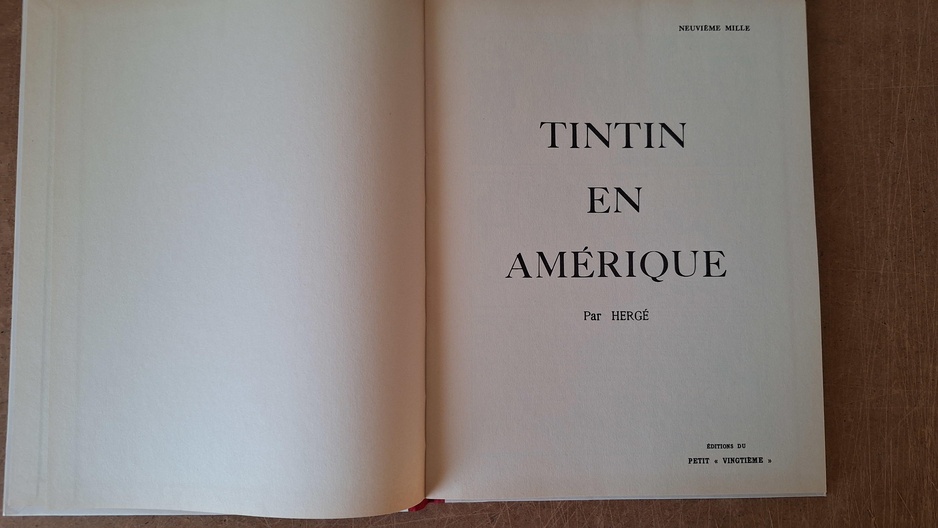 NEUVIÈME MILLE
TINTIN
EN
AMÉRIQUE
Par HERGÉ
ÉDITIONS DU
PETIT « VINGTIÈME »